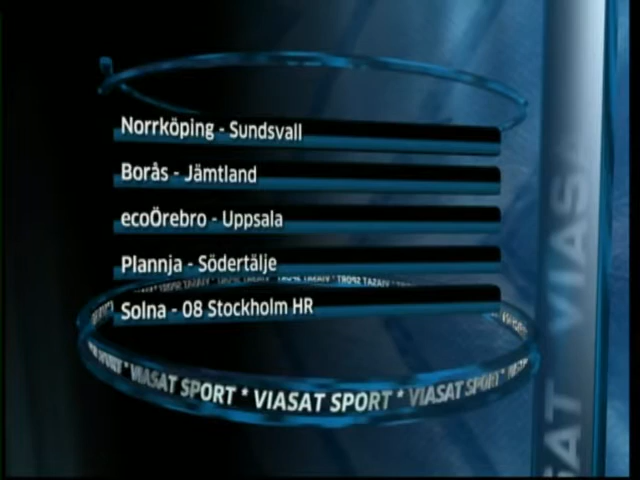 Norrköping - Sundsvall
Borås - Jämtland
ecoÖrebro - Uppsala
Plannja - Södertälje
Solna - 08 Stockholm HR
VIASAT SPORT * VIASAT SPORT * VIASAT SPORT
VIASAT